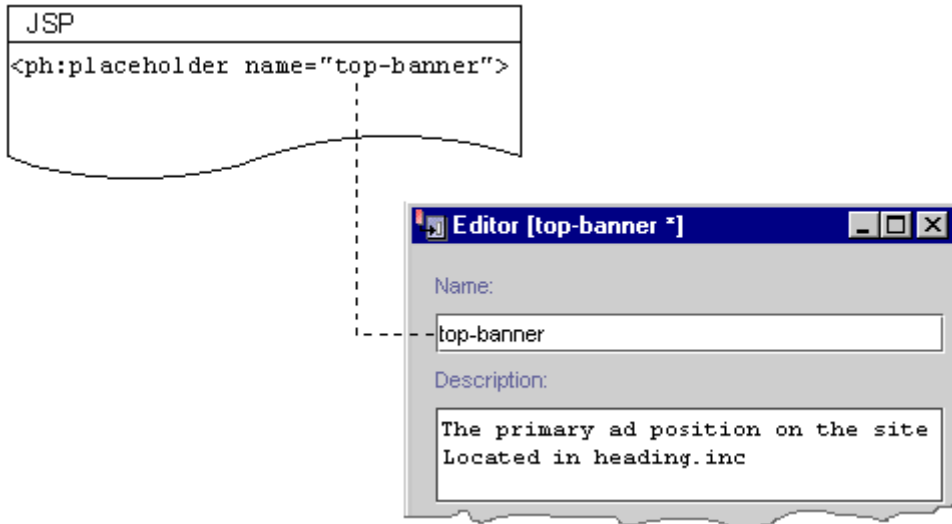 JSP
<ph:placeholder name="top-banner">
Editor [top-banner *]
Name:
top-banner
Description:
The primary ad position on the site
Located in heading.inc